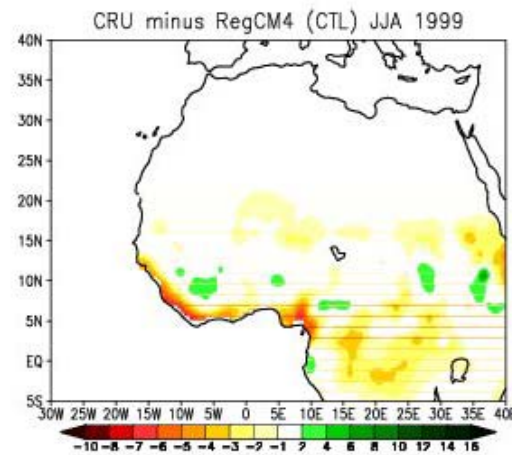 CRU minus RegCM4 (CTL) JJA 1999
40N
35N
30N
25N
20N
15N
10N
5N
EQ
5S
30W 25W 20W 15W 10W 5W 0 5E 10E 15E 20E 25E 30E 35E 40E
-10 -8 -7 -6 -5 -4 -3 -2 -1 2 4 6 8 10 12 14 16